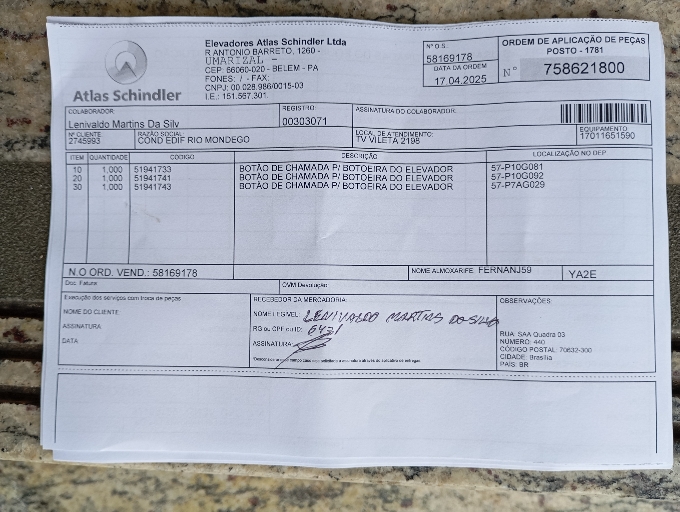 Elevadores Atlas Schindler Ltda
R ANTONIO BARRETO, 1260 -
UMARIZAL -
CEP: 66060-020 - BELEM - PA
FONES: / - FAX:
CNPJ: 00.028.986/0015-03
I.E.: 151.567.301
Atlas Schindler
Nº O.S.
58169178
DATA DA ORDEM
17.04.2025
ORDEM DE APLICAÇÃO DE PEÇAS
POSTO - 1781
Nº 758621800
COLABORADOR
Lenivaldo Martins Da Silv
REGISTRO:
00303071
ASSINATURA DO COLABORADOR:
Nº CLIENTE
2745993
RAZÃO SOCIAL
COND EDIF RIO MONDEGO
LOCAL DE ATENDIMENTO:
TV VILETA 2198
EQUIPAMENTO
17011651590
ITEM QUANTIDADE CÓDIGO DESCRIÇÃO LOCALIZAÇÃO NO DEP.
10 1,000 51941733 BOTÃO DE CHAMADA P/ BOTOEIRA DO ELEVADOR 57-P10G081
20 1,000 51941741 BOTÃO DE CHAMADA P/ BOTOEIRA DO ELEVADOR 57-P10G092
30 1,000 51941743 BOTÃO DE CHAMADA P/ BOTOEIRA DO ELEVADOR 57-P7AG029
N.O ORD. VEND.: 58169178
NOME ALMOXARIFE: FERNANJ59
YA2E
Doc. Fatura
OVM Devolução:
Execução dos serviços com troca de peças
NOME DO CLIENTE:
ASSINATURA:
DATA
RECEBEDOR DA MERCADORIA:
NOME LEGÍVEL: LENIVALDO MARTINS DA SILVA
RG ou CPF ou ID: 6431
ASSINATURA:
OBSERVAÇÕES:
RUA: SAA Quadra 03
NÚMERO: 440
CÓDIGO POSTAL: 70632-300
CIDADE: Brasília
PAÍS: BR